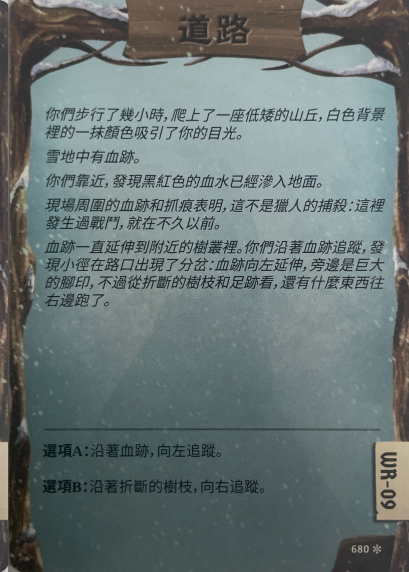 道路
你們步行了幾小時，爬上了一座低矮的山丘，白色背景
裡的一抹顏色吸引了你的目光。
雪地中有血跡。
你們靠近，發現黑紅色的血水已經滲入地面。
現場周圍的血跡和抓痕表明，這不是獵人的捕殺：這裡
發生過戰鬥，就在不久以前。
血跡一直延伸到附近的樹叢裡。你們沿著血跡追蹤，發
現小徑在路口出現了分岔：血跡向左延伸，旁邊是巨大
的腳印，不過從折斷的樹枝和足跡看，還有什麼東西往
右邊跑了。
選項A：沿著血跡，向左追蹤。
選項B：沿著折斷的樹枝，向右追蹤。
WR-09
680